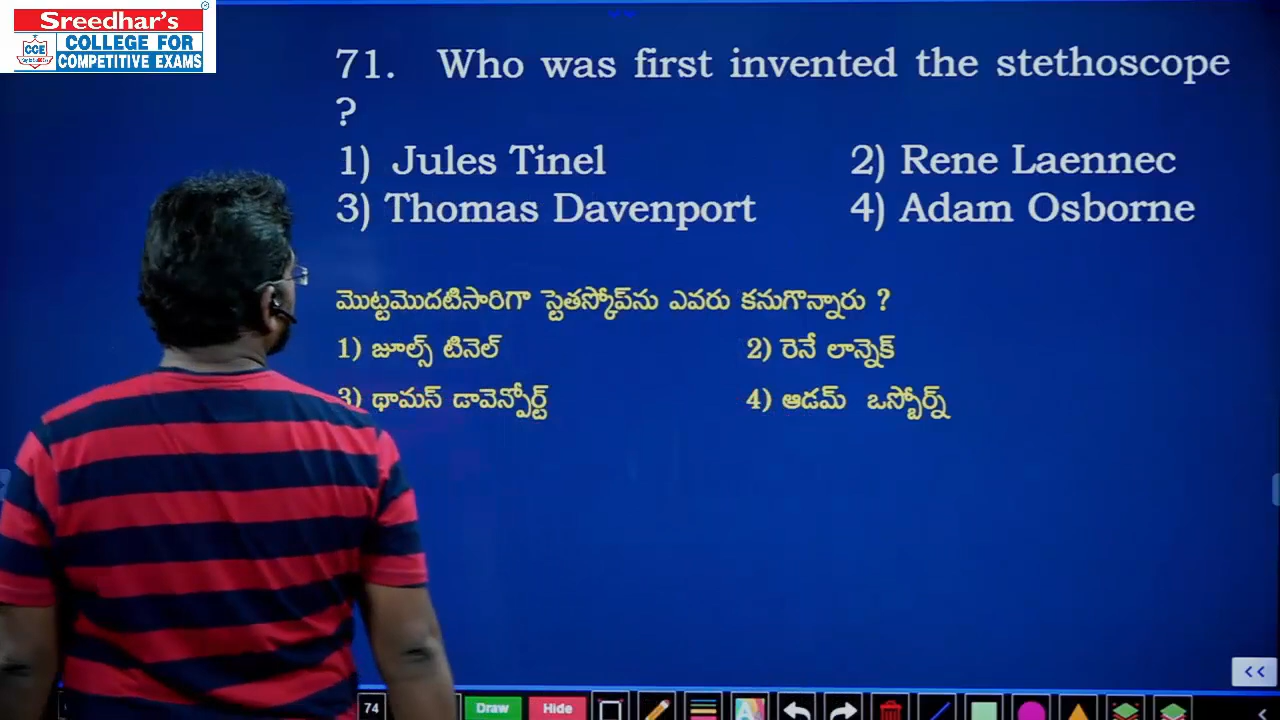 Sreedhar's
CCE
COLLEGE FOR
COMPETITIVE EXAMS
71. Who was first invented the stethoscope
?
1) Jules Tinel 2) Rene Laennec
3) Thomas Davenport 4) Adam Osborne
మొట్టమొదటిసారిగా స్టెతస్కోప్‌ను ఎవరు కనుగొన్నారు ?
1) జూల్స్ టినెల్ 2) రెనే లాన్నెక్
3) థామస్ డావెన్పోర్ట్ 4) ఆడమ్ ఒస్బోర్న్
<<
74 Draw Hide <